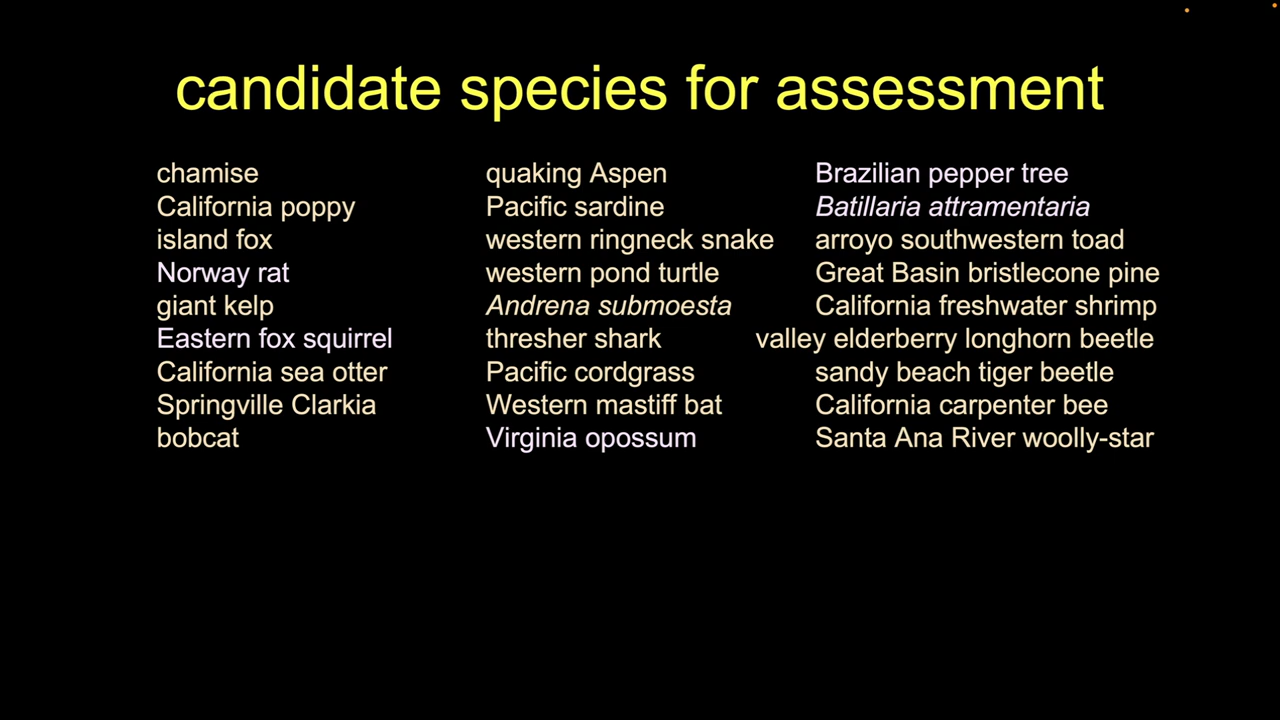 candidate species for assessment
chamise
California poppy
island fox
Norway rat
giant kelp
Eastern fox squirrel
California sea otter
Springville Clarkia
bobcat
quaking Aspen
Pacific sardine
western ringneck snake
western pond turtle
Andrena submoesta
thresher shark
Pacific cordgrass
Western mastiff bat
Virginia opossum
Brazilian pepper tree
Batillaria attramentaria
arroyo southwestern toad
Great Basin bristlecone pine
California freshwater shrimp
valley elderberry longhorn beetle
sandy beach tiger beetle
California carpenter bee
Santa Ana River woolly-star